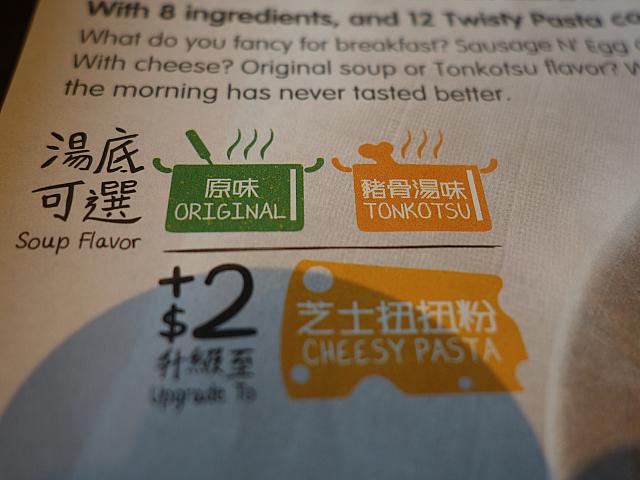 With 8 ingredients, and 12 Twisty Pasta
What do you fancy for breakfast? Sausage N' Egg
With cheese? Original soup or Tonkotsu flavor?
the morning has never tasted better.
湯底
可選
Soup Flavor
原味
ORIGINAL
豬骨湯味
TONKOTSU
+
$2
升級至
Upgrade To
芝士扭扭粉
CHEESY PASTA